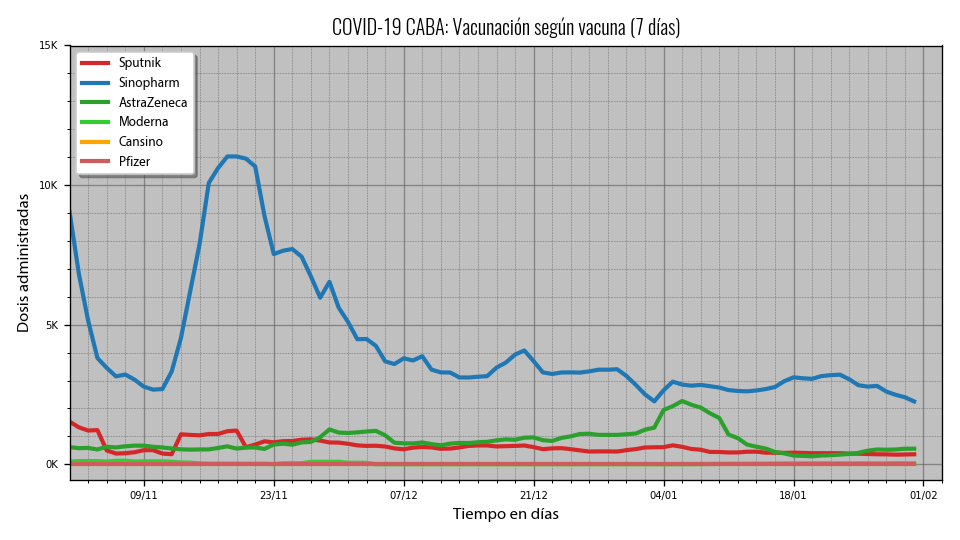 COVID-19 CABA: Vacunación según vacuna (7 días)
15K
10K
5K
0K
Dosis administradas
Sputnik
Sinopharm
AstraZeneca
Moderna
Cansino
Pfizer
09/11 23/11 07/12 21/12 04/01 18/01 01/02
Tiempo en días